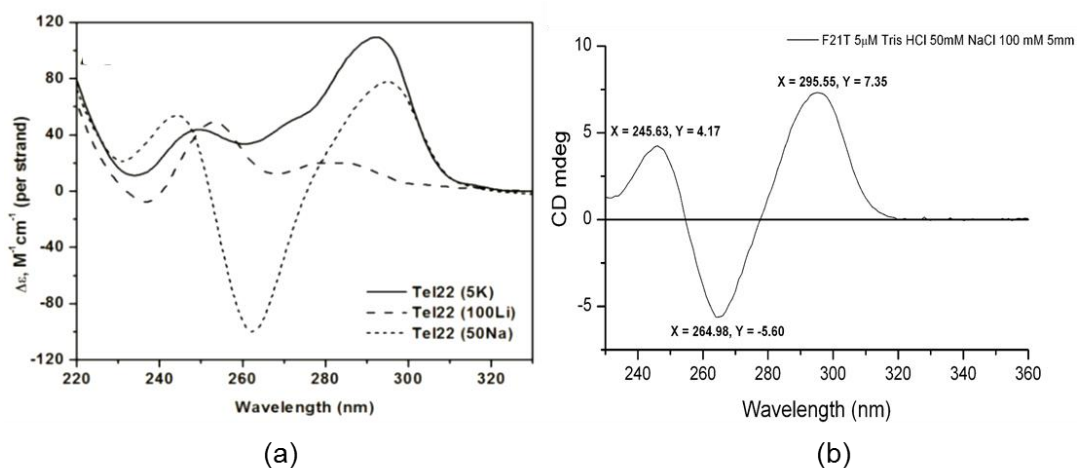 120
80
40
0
-40
-80
-120
Δε, M⁻¹ cm⁻¹ (per strand)
Tel22 (5K)
Tel22 (100Li)
Tel22 (50Na)
220 240 260 280 300 320
Wavelength (nm)
(a)
F21T 5μM Tris HCl 50mM NaCl 100 mM 5mm
10
5
0
-5
CD mdeg
X = 295.55, Y = 7.35
X = 245.63, Y = 4.17
X = 264.98, Y = -5.60
240 260 280 300 320 340 360
Wavelength (nm)
(b)